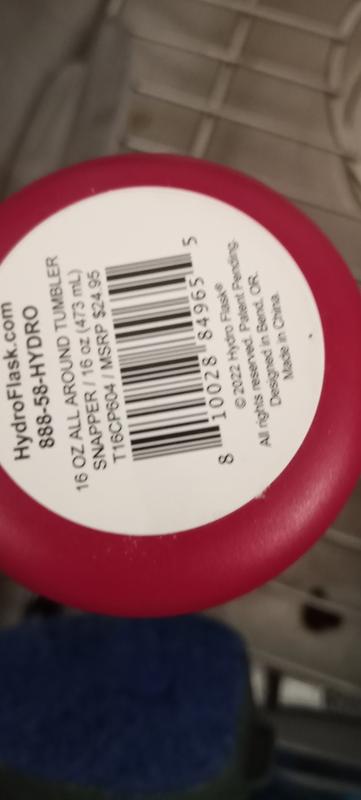 HydroFlask.com
888-58-HYDRO
16 OZ ALL AROUND TUMBLER
SNAPPER / 16 oz (473 mL)
T16CP604 / MSRP $24.95
8 10028 84965 5
© 2022 Hydro Flask®
All rights reserved. Patent Pending.
Designed in Bend, OR.
Made in China.